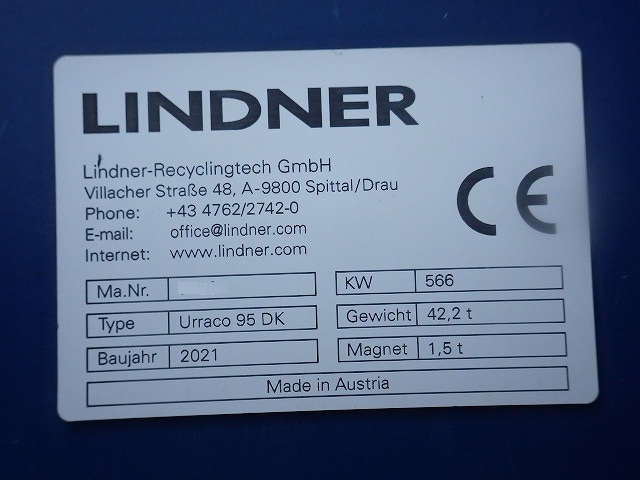 LINDNER
Lindner-Recyclingtech GmbH
Villacher Straße 48, A-9800 Spittal/Drau
Phone: +43 4762/2742-0
E-mail: office@lindner.com
Internet: www.lindner.com
CE
Ma.Nr.
KW 566
Type Urraco 95 DK
Gewicht 42,2 t
Baujahr 2021
Magnet 1,5 t
Made in Austria